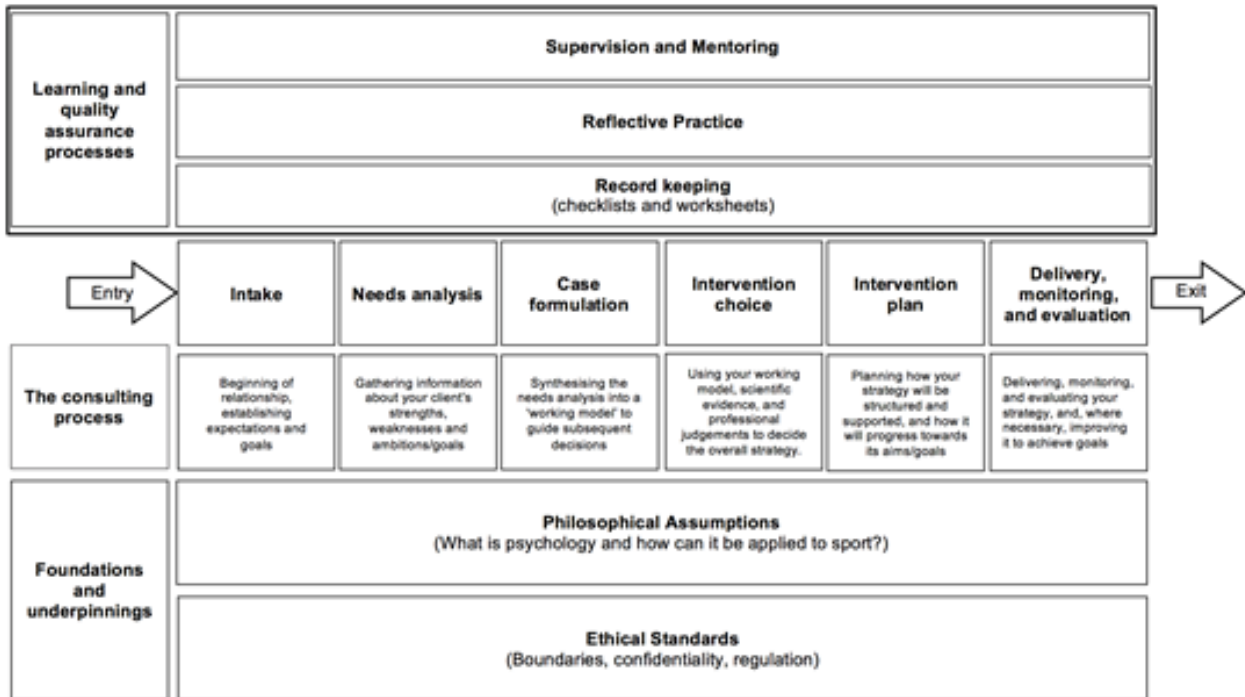 Supervision and Mentoring
Learning and
quality
assurance
processes
Reflective Practice
Record keeping
(checklists and worksheets)
Entry
Intake
Needs analysis
Case
formulation
Intervention
choice
Intervention
plan
Delivery,
monitoring,
and evaluation
Exit
The consulting
process
Beginning of
relationship,
establishing
expectations and
goals
Gathering information
about your client's
strengths,
weaknesses and
ambitions/goals
Synthesising the
needs analysis into a
'working model' to
guide subsequent
decisions
Using your working
model, scientific
evidence, and
professional
judgements to decide
the overall strategy.
Planning how your
strategy will be
structured and
supported, and how it
will progress towards
its aims/goals
Delivering, monitoring,
and evaluating your
strategy, and, where
necessary, improving
it to achieve goals
Foundations
and
underpinnings
Philosophical Assumptions
(What is psychology and how can it be applied to sport?)
Ethical Standards
(Boundaries, confidentiality, regulation)